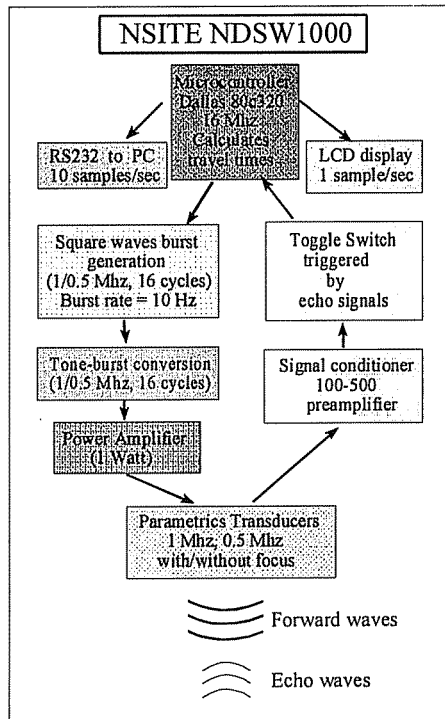 NSITE NDSW1000
Microcontroller
Dallas 80c320
16 Mhz
Calculates
travel times
RS232 to PC
10 samples/sec
LCD display
1 sample/sec
Square waves burst
generation
(1/0.5 Mhz, 16 cycles)
Burst rate = 10 Hz
Toggle Switch
triggered
by
echo signals
Tone-burst conversion
(1/0.5 Mhz, 16 cycles)
Signal conditioner
100-500
preamplifier
Power Amplifier
(1 Watt)
Parametrics Transducers
1 Mhz, 0.5 Mhz
with/without focus
Forward waves
Echo waves